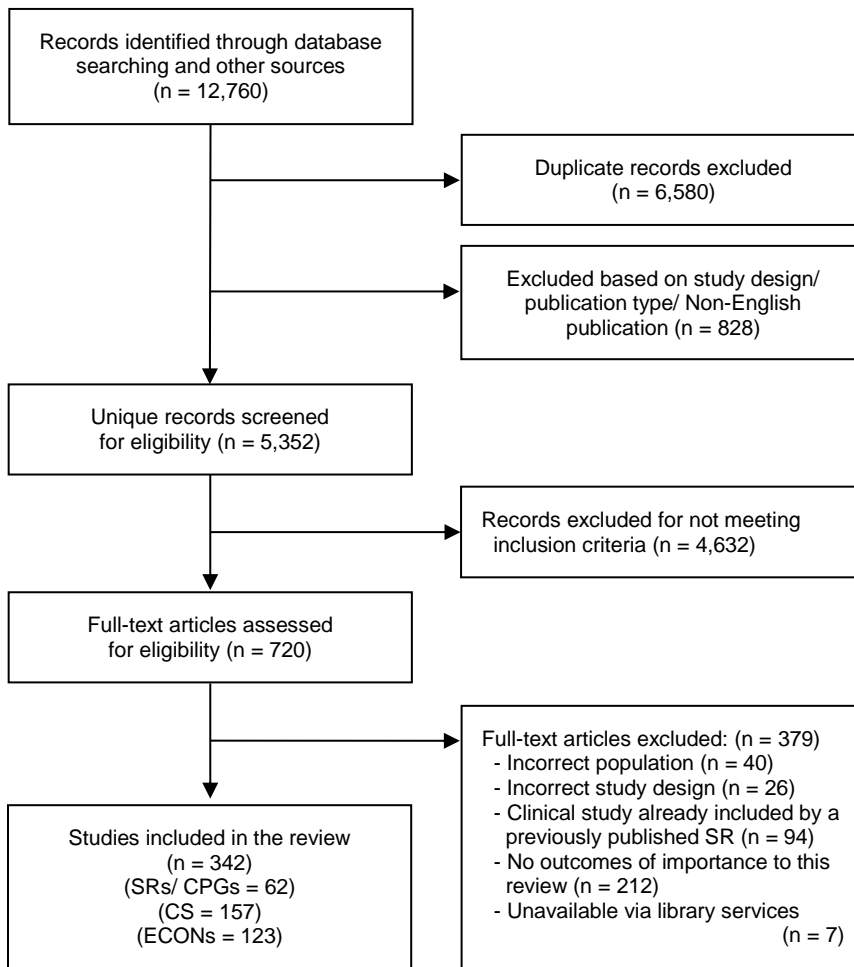 Records identified through database
searching and other sources
(n = 12,760)
Duplicate records excluded
(n = 6,580)
Excluded based on study design/
publication type/ Non-English
publication (n = 828)
Unique records screened
for eligibility (n = 5,352)
Records excluded for not meeting
inclusion criteria (n = 4,632)
Full-text articles assessed
for eligibility (n = 720)
Full-text articles excluded: (n = 379)
- Incorrect population (n = 40)
- Incorrect study design (n = 26)
- Clinical study already included by a
previously published SR (n = 94)
- No outcomes of importance to this
review (n = 212)
- Unavailable via library services
(n = 7)
Studies included in the review
(n = 342)
(SRs/ CPGs = 62)
(CS = 157)
(ECONs = 123)